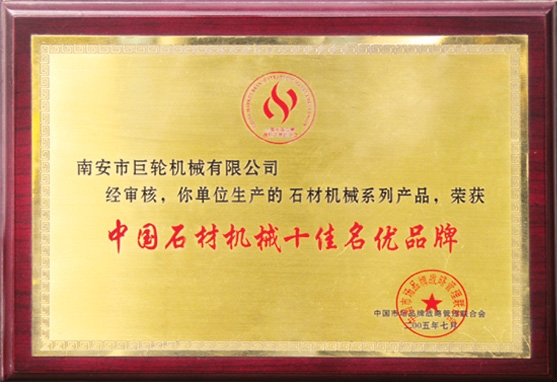 南安市巨轮机械有限公司
经审核，你单位生产的 石材机械系列产品，荣获
中国石材机械十佳名优品牌
中国市场品牌战略管理联合会
二00五年七月